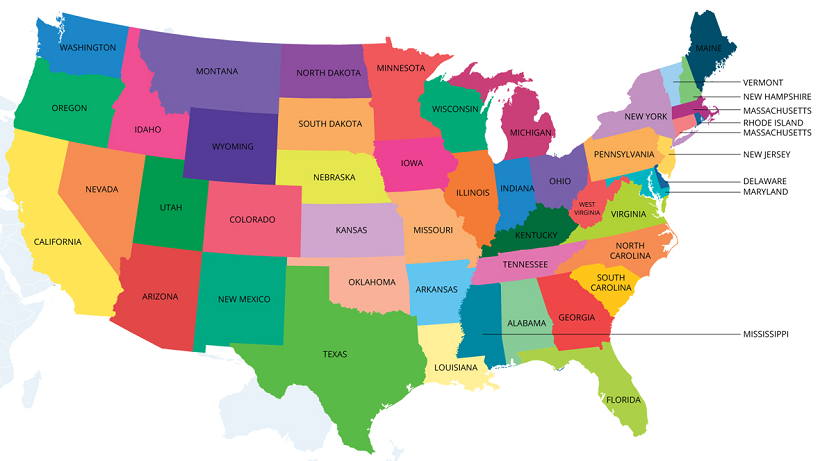 WASHINGTON
MONTANA
NORTH DAKOTA
MINNESOTA
MAINE
OREGON
IDAHO
SOUTH DAKOTA
WISCONSIN
MICHIGAN
NEW YORK
VERMONT
NEW HAMPSHIRE
MASSACHUSETTS
RHODE ISLAND
MASSACHUSETTS
NEW JERSEY
DELAWARE
MARYLAND
WYOMING
IOWA
PENNSYLVANIA
NEVADA
UTAH
NEBRASKA
ILLINOIS
INDIANA
OHIO
COLORADO
KANSAS
MISSOURI
WEST
VIRGINIA
VIRGINIA
CALIFORNIA
KENTUCKY
NORTH
CAROLINA
TENNESSEE
ARIZONA
NEW MEXICO
OKLAHOMA
ARKANSAS
SOUTH
CAROLINA
ALABAMA
GEORGIA
MISSISSIPPI
TEXAS
LOUISIANA
FLORIDA